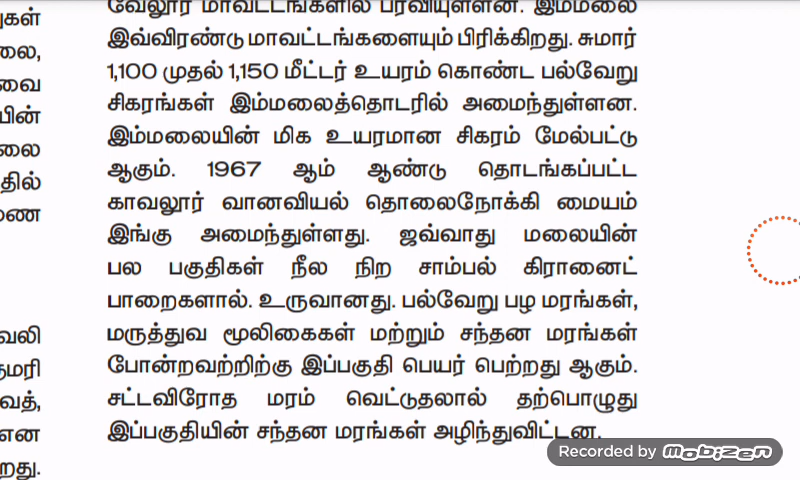 வேலூர் மாவட்டங்களில் பரவியுள்ளன. இம்மலை
இவ்விரண்டு மாவட்டங்களையும் பிரிக்கிறது. சுமார்
1,100 முதல் 1,150 மீட்டர் உயரம் கொண்ட பல்வேறு
சிகரங்கள் இம்மலைத்தொடரில் அமைந்துள்ளன.
இம்மலையின் மிக உயரமான சிகரம் மேல்பட்டு
ஆகும். 1967 ஆம் ஆண்டு தொடங்கப்பட்ட
காவலூர் வானவியல் தொலைநோக்கி மையம்
இங்கு அமைந்துள்ளது. ஜவ்வாது மலையின்
பல பகுதிகள் நீல நிற சாம்பல் கிரானைட்
பாறைகளால். உருவானது. பல்வேறு பழ மரங்கள்,
மருத்துவ மூலிகைகள் மற்றும் சந்தன மரங்கள்
போன்றவற்றிற்கு இப்பகுதி பெயர் பெற்றது ஆகும்.
சட்டவிரோத மரம் வெட்டுதலால் தற்பொழுது
இப்பகுதியின் சந்தன மரங்கள் அழிந்துவிட்டன.
Recorded by mobizen